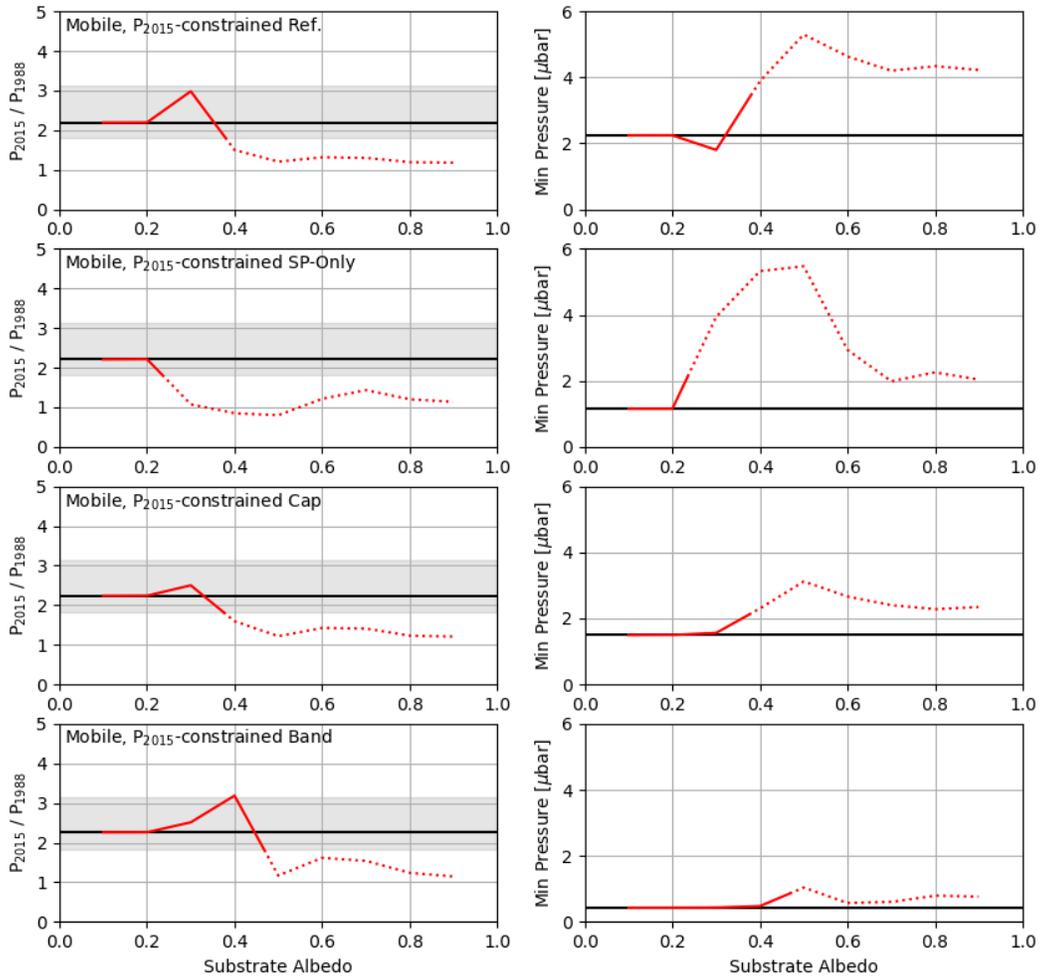 Mobile, P2015-constrained Ref.
P2015 / P1988
5
4
3
2
1
0
0.0 0.2 0.4 0.6 0.8 1.0
Min Pressure [μbar]
6
4
2
0
0.0 0.2 0.4 0.6 0.8 1.0
Mobile, P2015-constrained SP-Only
P2015 / P1988
5
4
3
2
1
0
0.0 0.2 0.4 0.6 0.8 1.0
Min Pressure [μbar]
6
4
2
0
0.0 0.2 0.4 0.6 0.8 1.0
Mobile, P2015-constrained Cap
P2015 / P1988
5
4
3
2
1
0
0.0 0.2 0.4 0.6 0.8 1.0
Min Pressure [μbar]
6
4
2
0
0.0 0.2 0.4 0.6 0.8 1.0
Mobile, P2015-constrained Band
P2015 / P1988
5
4
3
2
1
0
0.0 0.2 0.4 0.6 0.8 1.0
Substrate Albedo
Min Pressure [μbar]
6
4
2
0
0.0 0.2 0.4 0.6 0.8 1.0
Substrate Albedo